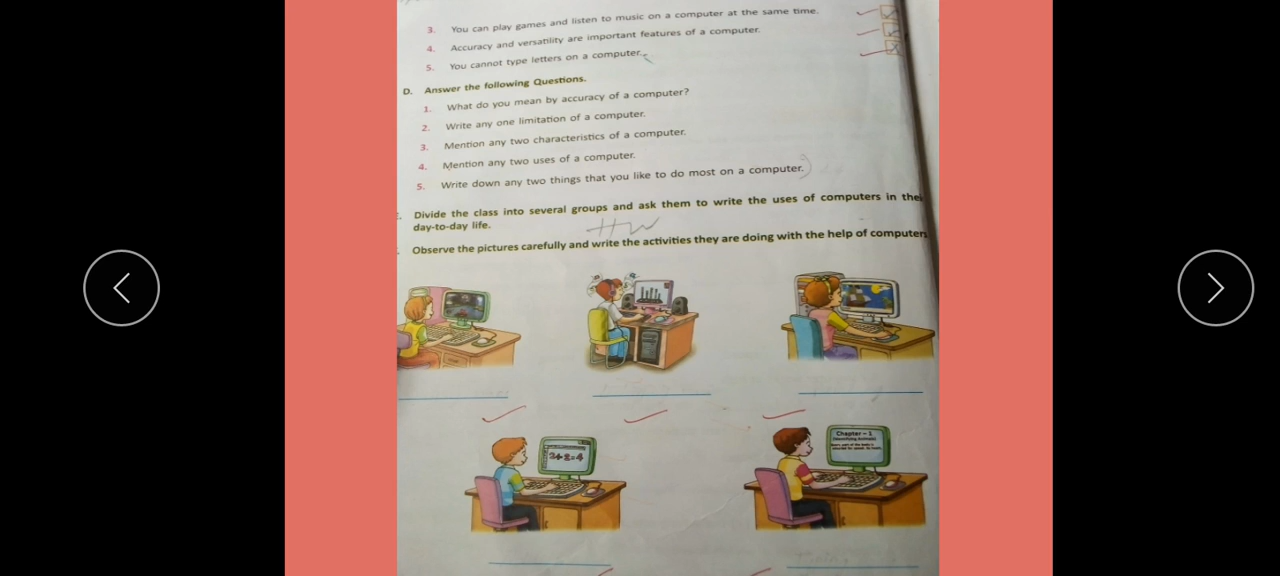 3. You can play games and listen to music on a computer at the same time.
4. Accuracy and versatility are important features of a computer.
5. You cannot type letters on a computer.
D. Answer the following Questions.
1. What do you mean by accuracy of a computer?
2. Write any one limitation of a computer.
3. Mention any two characteristics of a computer.
4. Mention any two uses of a computer.
5. Write down any two things that you like to do most on a computer.
Divide the class into several groups and ask them to write the uses of computers in their
day-to-day life.
HW
Observe the pictures carefully and write the activities they are doing with the help of computer
2+2=4
Chapter - 1